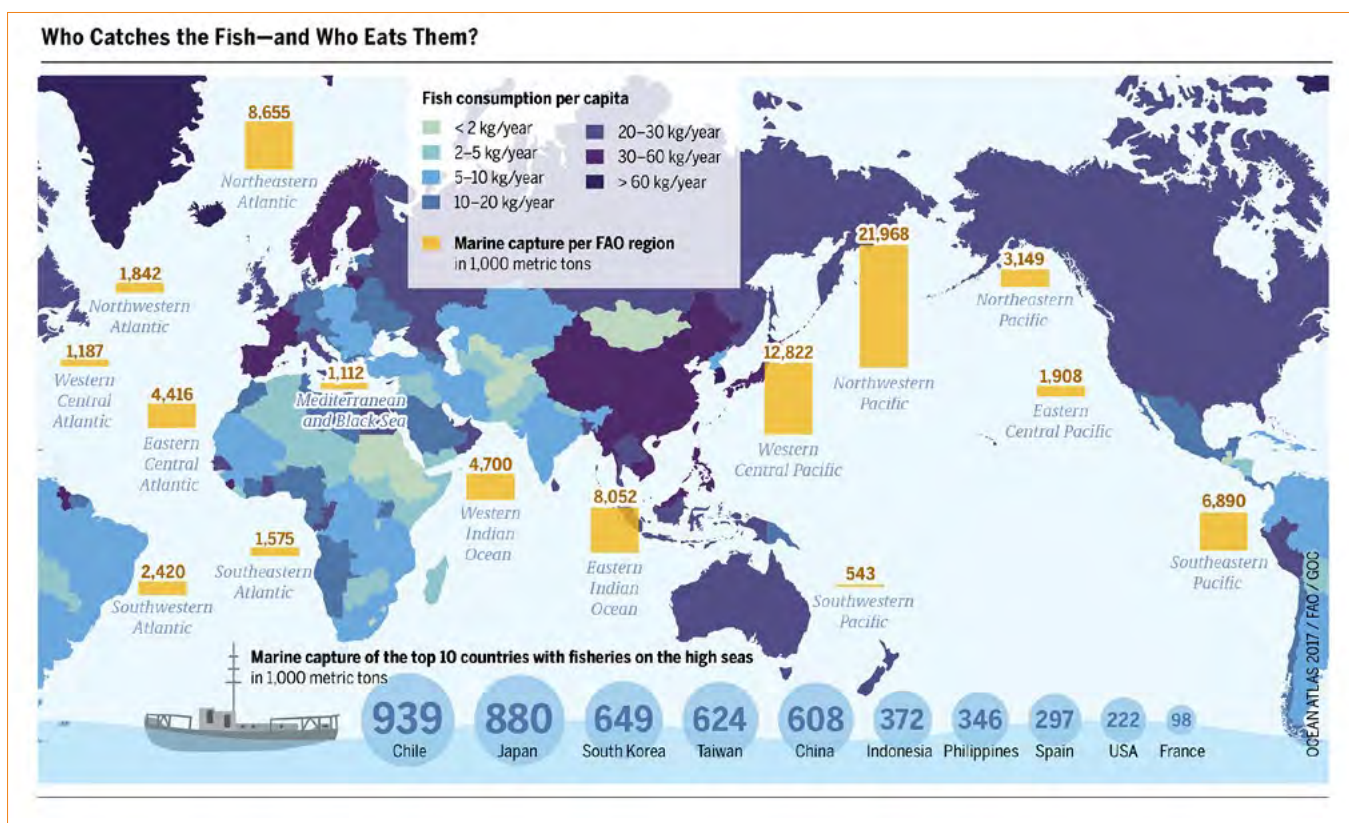 Who Catches the Fish—and Who Eats Them?
Fish consumption per capita
< 2 kg/year
2–5 kg/year
5–10 kg/year
10–20 kg/year
20–30 kg/year
30–60 kg/year
> 60 kg/year
Marine capture per FAO region
in 1,000 metric tons
8,655
Northeastern
Atlantic
1,842
Northwestern
Atlantic
1,187
Western
Central
Atlantic
4,416
Eastern
Central
Atlantic
1,112
Mediterranean
and Black Sea
4,700
Western
Indian
Ocean
8,052
Eastern
Indian
Ocean
12,822
Western
Central Pacific
21,968
Northwestern
Pacific
3,149
Northeastern
Pacific
1,908
Eastern
Central Pacific
6,890
Southeastern
Pacific
543
Southwestern
Pacific
1,575
Southeastern
Atlantic
2,420
Southwestern
Atlantic
Marine capture of the top 10 countries with fisheries on the high seas
in 1,000 metric tons
939
Chile
880
Japan
649
South Korea
624
Taiwan
608
China
372
Indonesia
346
Philippines
297
Spain
222
USA
98
France
OCEAN ATLAS 2017 / FAO / GOC